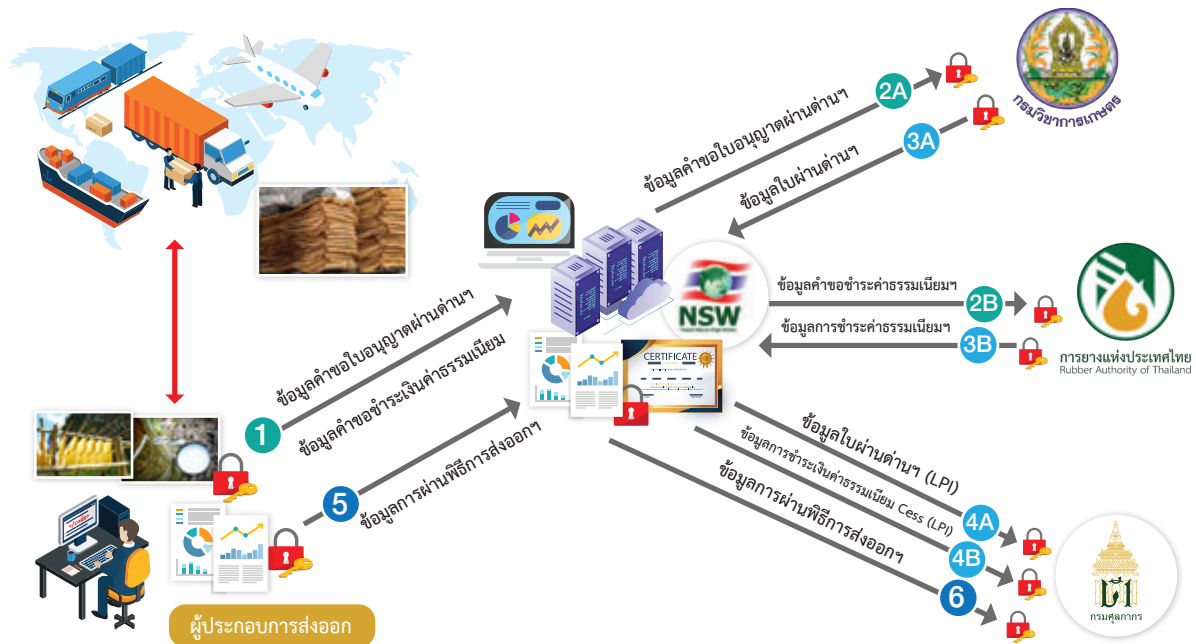 กรมวิชาการเกษตร
2A
ข้อมูลคำขอใบอนุญาตผ่านด่านฯ
3A
ข้อมูลใบผ่านด่านฯ
NSW
ข้อมูลคำขอชำระค่าธรรมเนียมฯ
2B
ข้อมูลการชำระค่าธรรมเนียมฯ
3B
การยางแห่งประเทศไทย
Rubber Authority of Thailand
CERTIFICATE
1
ข้อมูลคำขอใบอนุญาตผ่านด่านฯ
ข้อมูลคำขอชำระเงินค่าธรรมเนียม
5
ข้อมูลการผ่านพิธีการส่งออกฯ
ข้อมูลใบผ่านด่านฯ (LPI)
4A
ข้อมูลการชำระเงินค่าธรรมเนียม Cess (LPI)
4B
ข้อมูลการผ่านพิธีการส่งออกฯ
6
กรมศุลกากร
ผู้ประกอบการส่งออก